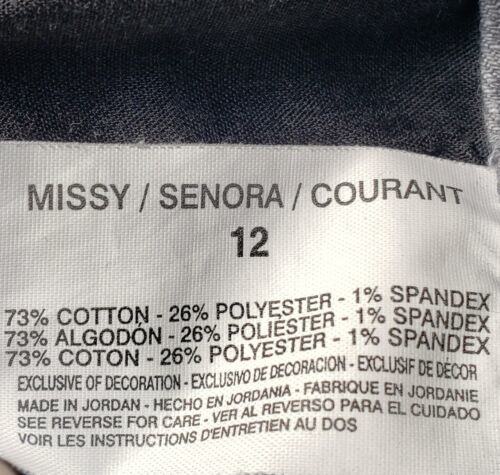 MISSY / SENORA / COURANT
12
73% COTTON - 26% POLYESTER - 1% SPANDEX
73% ALGODÓN - 26% POLIÉSTER - 1% SPANDEX
73% COTON - 26% POLYESTER - 1% SPANDEX
EXCLUSIVE OF DECORATION - EXCLUSIVO DE DECORACION - EXCLUSIF DE DÉCOR
MADE IN JORDAN - HECHO EN JORDANIA - FABRIQUE EN JORDANIE
SEE REVERSE FOR CARE - VER AL REVERSO PARA EL CUIDADO
VOIR LES INSTRUCTIONS D'ENTRETIEN AU DOS